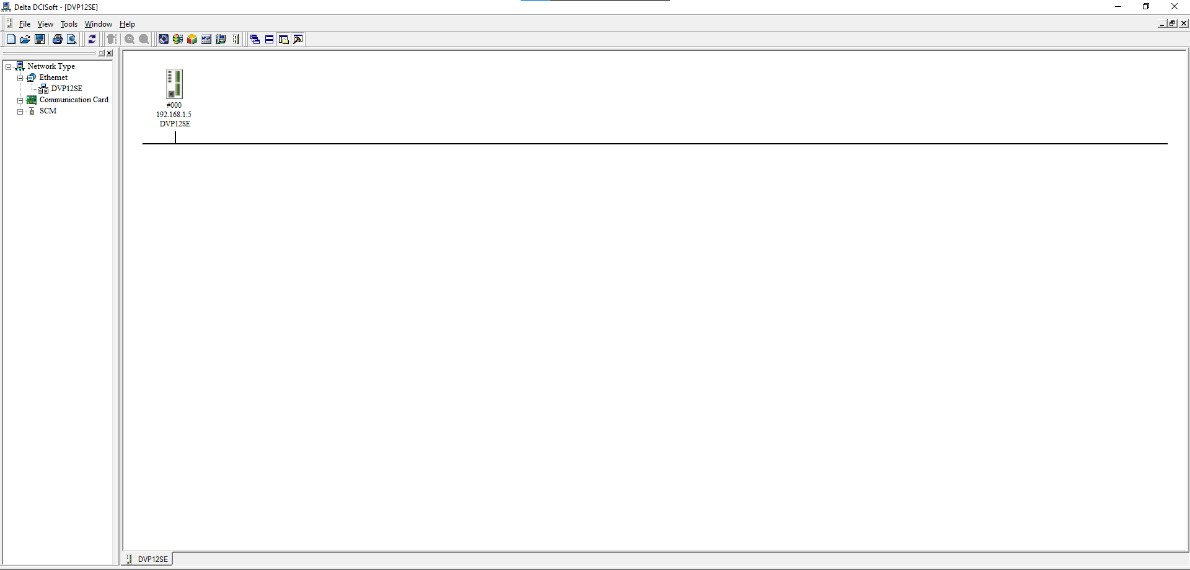 Delta DCISoft - [DVP12SE]
File View Tools Window Help
Network Type
Ethernet
DVP12SE
Communication Card
SCM
#000
192.168.1.5
DVP12SE
DVP12SE